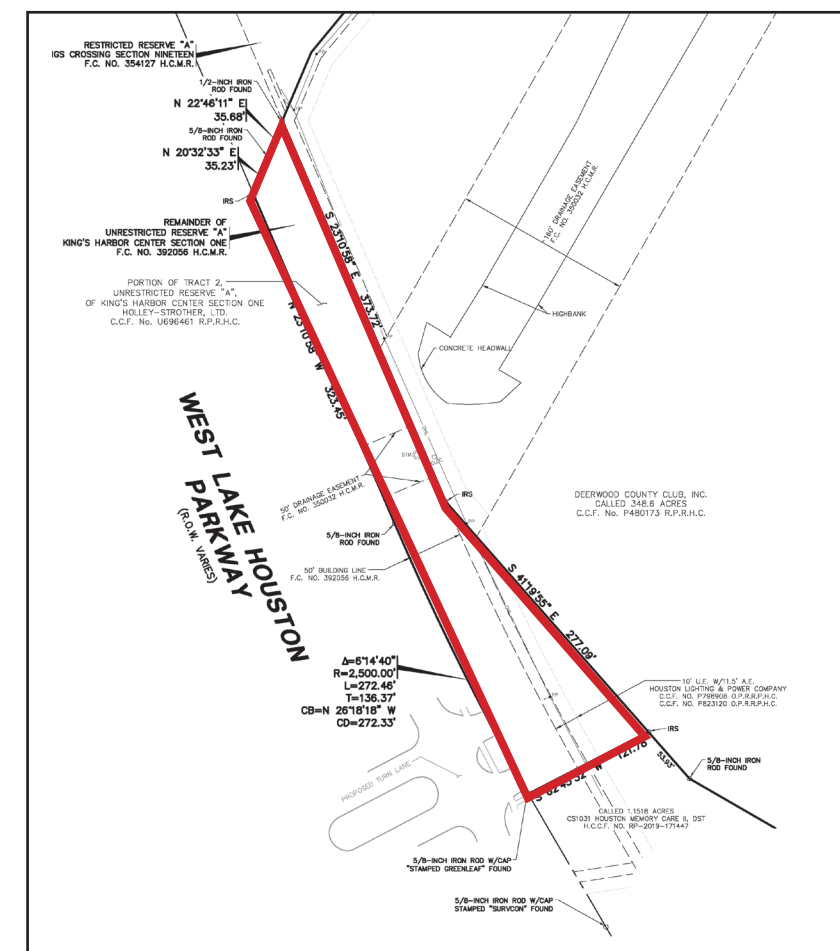 RESTRICTED RESERVE "A"
IGS CROSSING SECTION NINETEEN
F.C. NO. 354127 H.C.M.R.
1/2-INCH IRON
ROD FOUND
N 22°46'11" E
35.68'
5/8-INCH IRON
ROD FOUND
N 20°32'33" E
35.23'
IRS
REMAINDER OF
UNRESTRICTED RESERVE "A"
KING'S HARBOR CENTER SECTION ONE
F.C. NO. 392056 H.C.M.R.
PORTION OF TRACT 2,
UNRESTRICTED RESERVE "A",
OF KING'S HARBOR CENTER SECTION ONE
HOLLEY-STROTHER, LTD.
C.C.F. No. U696461 R.P.R.H.C.
S 23°10'58" E 373.72'
N 23°10'58" W 323.45'
160' DRAINAGE EASEMENT
F.C. NO. 350032 H.C.M.R.
HIGHBANK
CONCRETE HEADWALL
WEST LAKE HOUSTON
PARKWAY
(R.O.W. VARIES)
50' DRAINAGE EASEMENT
F.C. NO. 350032 H.C.M.R.
OHL
IRS
PP
DEERWOOD COUNTY CLUB, INC.
CALLED 348.6 ACRES
C.C.F. No. P480173 R.P.R.H.C.
5/8-INCH IRON
ROD FOUND
50' BUILDING LINE
F.C. NO. 392056 H.C.M.R.
S 41°19'55" E 277.09'
OHL
Δ=6°14'40"
R=2,500.00'
L=272.46'
T=136.37'
CB=N 26°18'18" W
CD=272.33'
10' U.E. W/11.5' A.E.
HOUSTON LIGHTING & POWER COMPANY
C.C.F. NO. P798908 O.P.R.R.P.H.C.
C.C.F. NO. P823120 O.P.R.R.P.H.C.
PP
IRS
53.93'
5/8-INCH IRON
ROD FOUND
PROPOSED TURN LANE
S 62°45'52" W 121.78'
CALLED 1.1518 ACRES
CS1031 HOUSTON MEMORY CARE II, DST
H.C.C.F. NO. RP-2019-171447
5/8-INCH IRON ROD W/CAP
"STAMPED GREENLEAF" FOUND
5/8-INCH IRON ROD W/CAP
STAMPED "SURVCON" FOUND